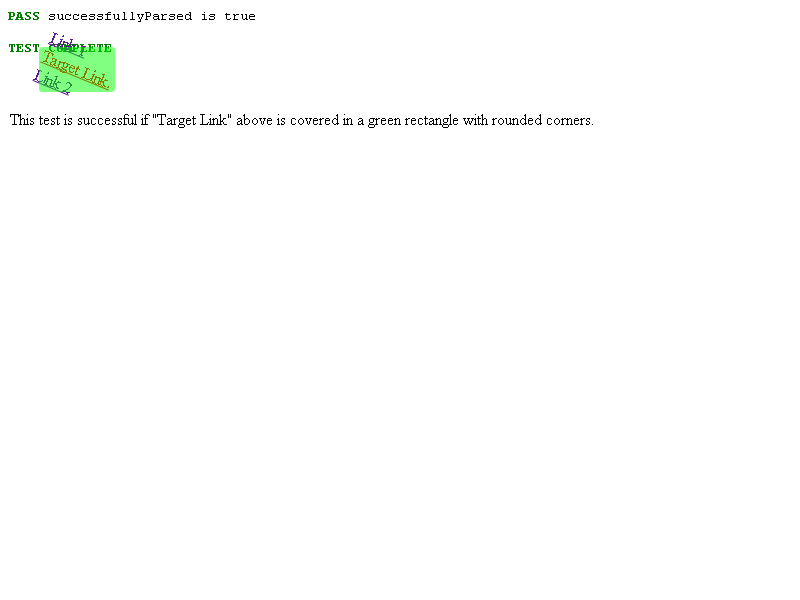 PASS successfullyParsed is true
Link 1
TEST COMPLETE
Target Link.
Link 2
This test is successful if "Target Link" above is covered in a green rectangle with rounded corners.